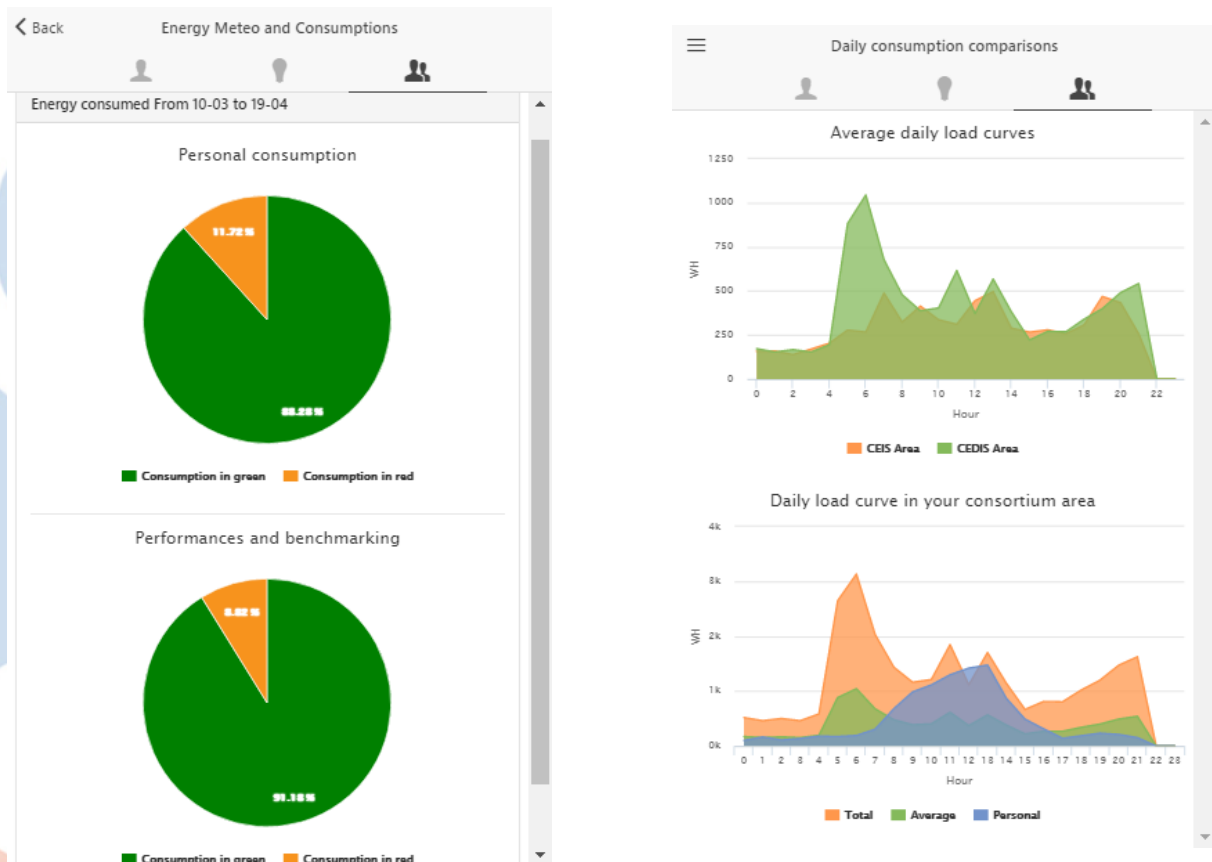 Back
Energy Meteo and Consumptions
Energy consumed From 10-03 to 19-04
Personal consumption
11.72 %
88.28 %
Consumption in green Consumption in red
Performances and benchmarking
8.82 %
91.18 %
Consumption in green Consumption in red
Daily consumption comparisons
Average daily load curves
1250
1000
750
500
250
0
WH
0 2 4 6 8 10 12 14 16 18 20 22
Hour
CEIS Area CEDIS Area
Daily load curve in your consortium area
4k
3k
2k
1k
0k
WH
0 1 2 3 4 5 6 7 8 9 10 11 12 13 14 15 16 17 18 19 20 21 22 23
Hour
Total Average Personal